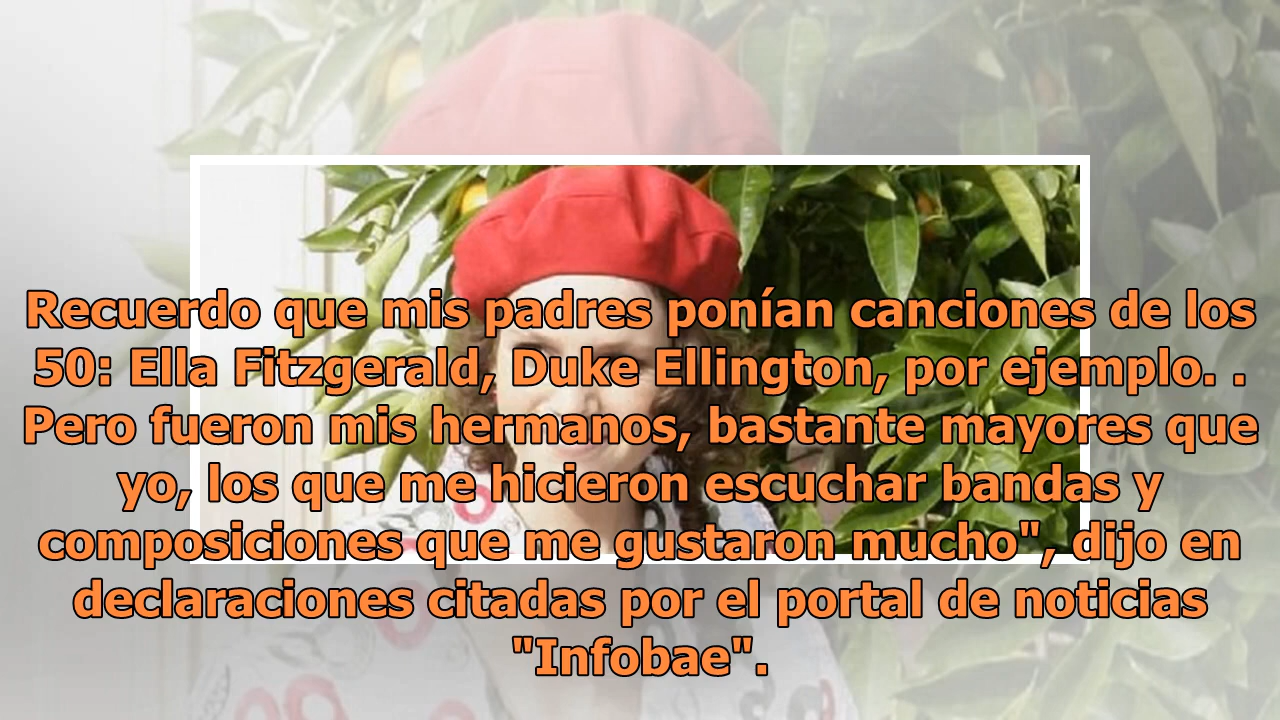 Recuerdo que mis padres ponían canciones de los
50: Ella Fitzgerald, Duke Ellington, por ejemplo. .
Pero fueron mis hermanos, bastante mayores que
yo, los que me hicieron escuchar bandas y
composiciones que me gustaron mucho", dijo en
declaraciones citadas por el portal de noticias
"Infobae".